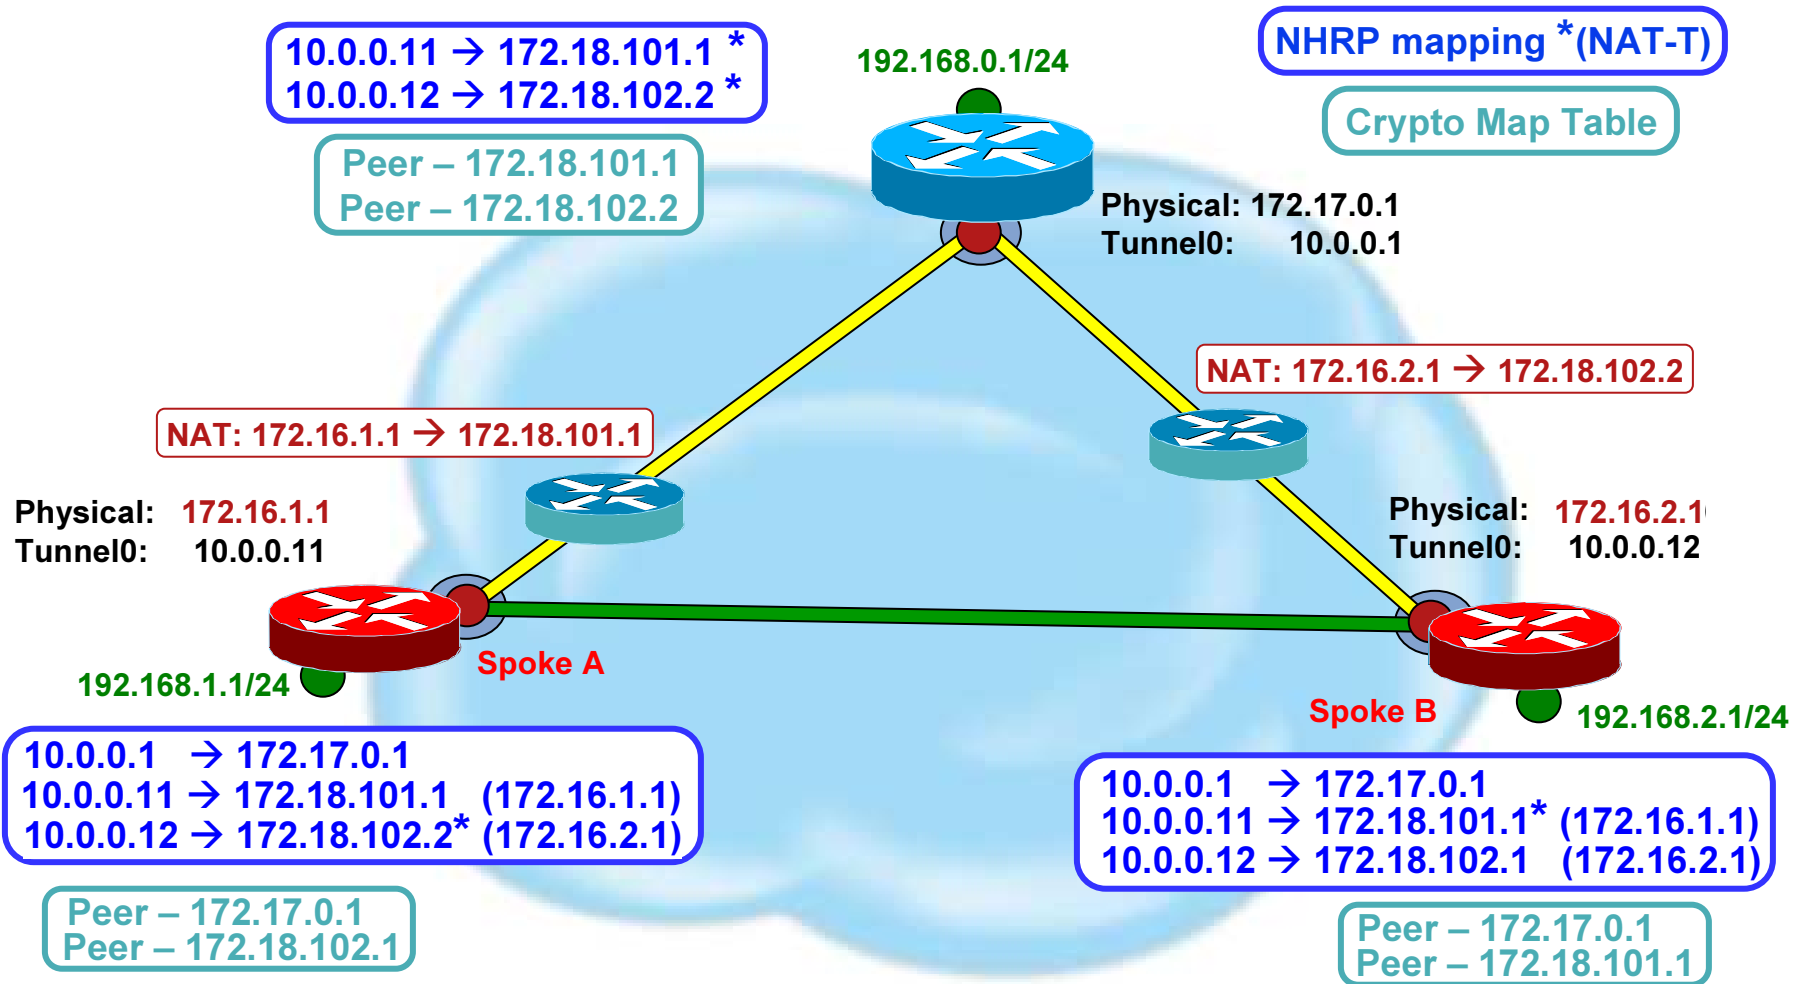 10.0.0.11 → 172.18.101.1 *
10.0.0.12 → 172.18.102.2 *
Peer – 172.18.101.1
Peer – 172.18.102.2
192.168.0.1/24
NHRP mapping *(NAT-T)
Crypto Map Table
Physical: 172.17.0.1
Tunnel0: 10.0.0.1
NAT: 172.16.2.1 → 172.18.102.2
NAT: 172.16.1.1 → 172.18.101.1
Physical: 172.16.1.1
Tunnel0: 10.0.0.11
Physical: 172.16.2.1
Tunnel0: 10.0.0.12
Spoke A
192.168.1.1/24
Spoke B
192.168.2.1/24
10.0.0.1 → 172.17.0.1
10.0.0.11 → 172.18.101.1 (172.16.1.1)
10.0.0.12 → 172.18.102.2* (172.16.2.1)
10.0.0.1 → 172.17.0.1
10.0.0.11 → 172.18.101.1* (172.16.1.1)
10.0.0.12 → 172.18.102.1 (172.16.2.1)
Peer – 172.17.0.1
Peer – 172.18.102.1
Peer – 172.17.0.1
Peer – 172.18.101.1